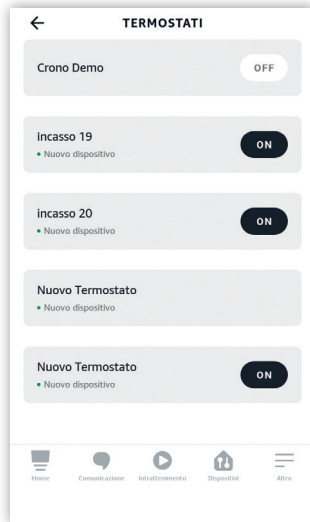 TERMOSTATI
Crono Demo
OFF
incasso 19
ON
• Nuovo dispositivo
incasso 20
ON
• Nuovo dispositivo
Nuovo Termostato
• Nuovo dispositivo
Nuovo Termostato
ON
• Nuovo dispositivo
Home Comunicazione Intrattenimento Dispositivi Altro